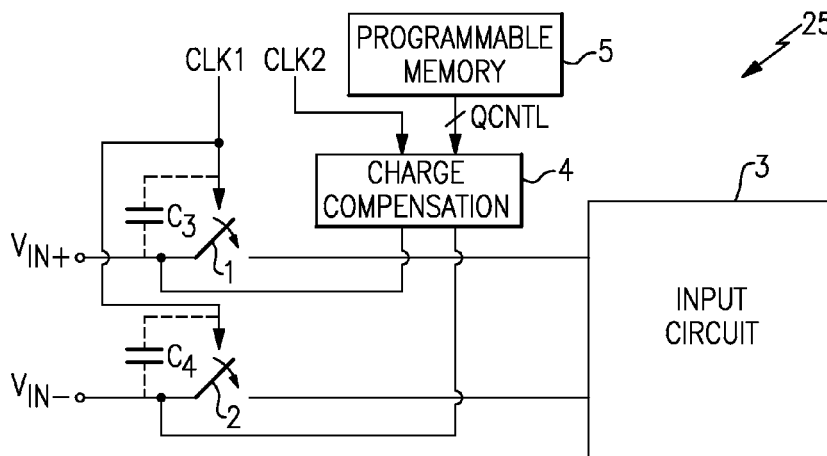 25
PROGRAMMABLE
MEMORY
5
CLK1 CLK2
QCNTL
CHARGE
COMPENSATION
4
3
C3
VIN+
1
INPUT
CIRCUIT
C4
VIN-
2